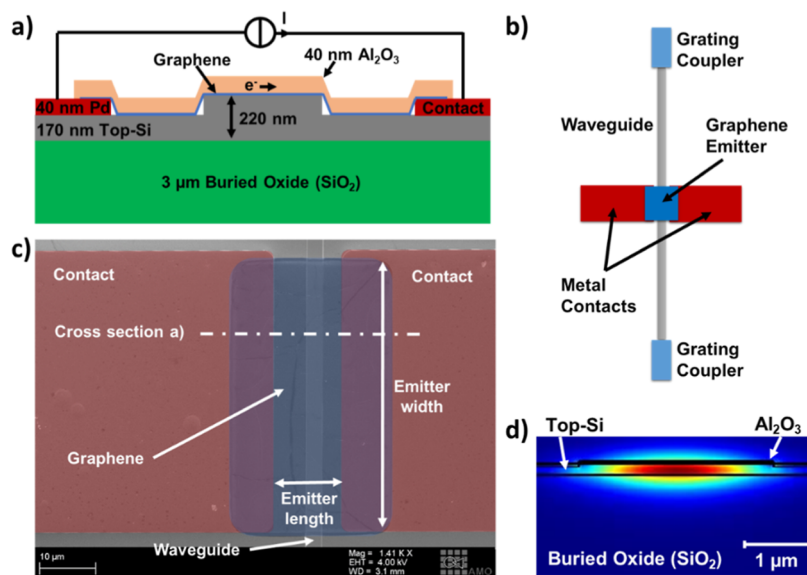 a)
I
Graphene
40 nm Al₂O₃
e⁻
40 nm Pd
Contact
170 nm Top-Si
220 nm
3 µm Buried Oxide (SiO₂)
b)
Grating
Coupler
Waveguide
Graphene
Emitter
Metal
Contacts
Grating
Coupler
c)
Contact
Contact
Cross section a)
Emitter
width
Graphene
Emitter
length
Waveguide
10 µm
Mag = 1.41 K X
EHT = 4.00 kV
WD = 3.1 mm
AMO
d)
Top-Si
Al₂O₃
Buried Oxide (SiO₂)
1 µm